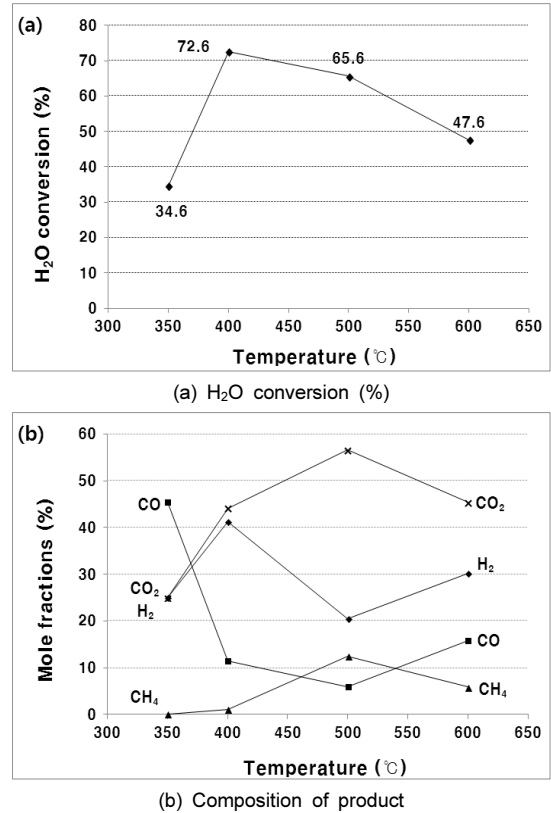 (a)
80
70
60
50
40
30
20
10
0
H₂O conversion (%)
72.6
65.6
47.6
34.6
300 350 400 450 500 550 600 650
Temperature (℃)
(a) H₂O conversion (%)
(b)
60
50
40
30
20
10
0
Mole fractions (%)
CO
CO₂
H₂
CH₄
CO₂
H₂
CO
CH₄
300 350 400 450 500 550 600 650
Temperature (℃)
(b) Composition of product